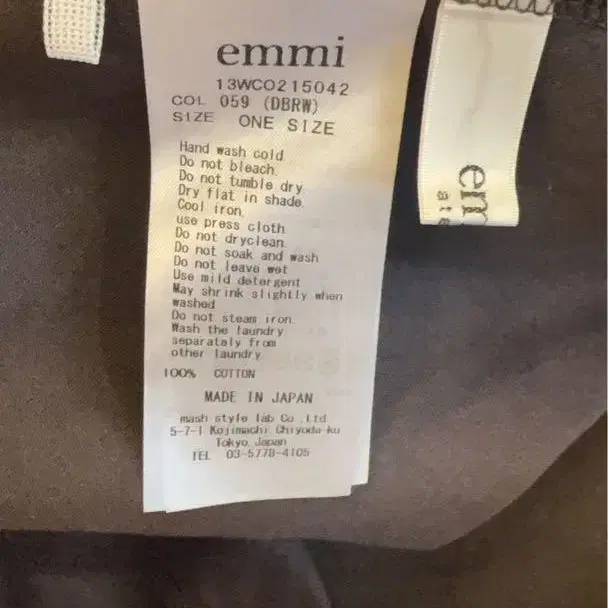 emmi
13WCO215042
COL 059 (DBRW)
SIZE ONE SIZE
Hand wash cold
Do not bleach.
Do not tumble dry
Dry flat in shade.
Cool iron.
use press cloth
Do not dryclean.
Do not soak and wash
Do not leave wet
Use mild detergent
May shrink slightly when
washed
Do not steam iron.
Wash the laundry
separately from
other laundry.
100% COTTON
MADE IN JAPAN
mash style lab Co.,Ltd.
5-7-1 Kojimachi Chiyoda-ku
Tokyo Japan
TEL 03-5778-4105
em
at